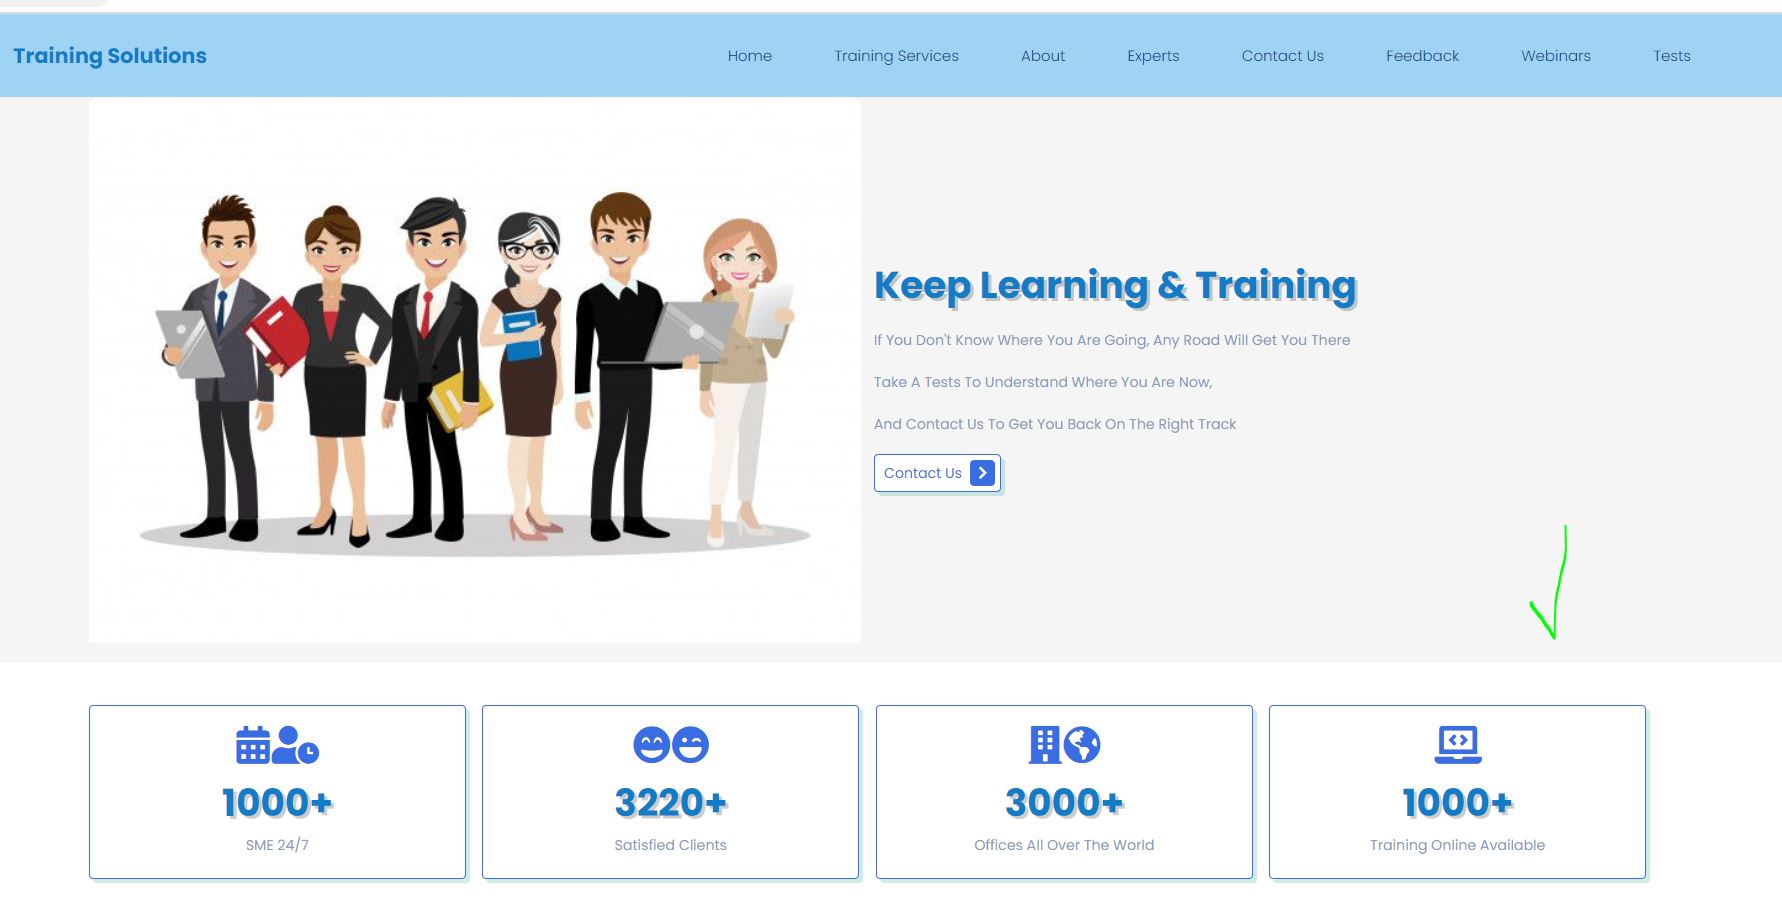 Training Solutions
Home Training Services About Experts Contact Us Feedback Webinars Tests
Keep Learning & Training
If You Don't Know Where You Are Going, Any Road Will Get You There
Take A Tests To Understand Where You Are Now,
And Contact Us To Get You Back On The Right Track
Contact Us
1000+
SME 24/7
3220+
Satisfied Clients
3000+
Offices All Over The World
1000+
Training Online Available